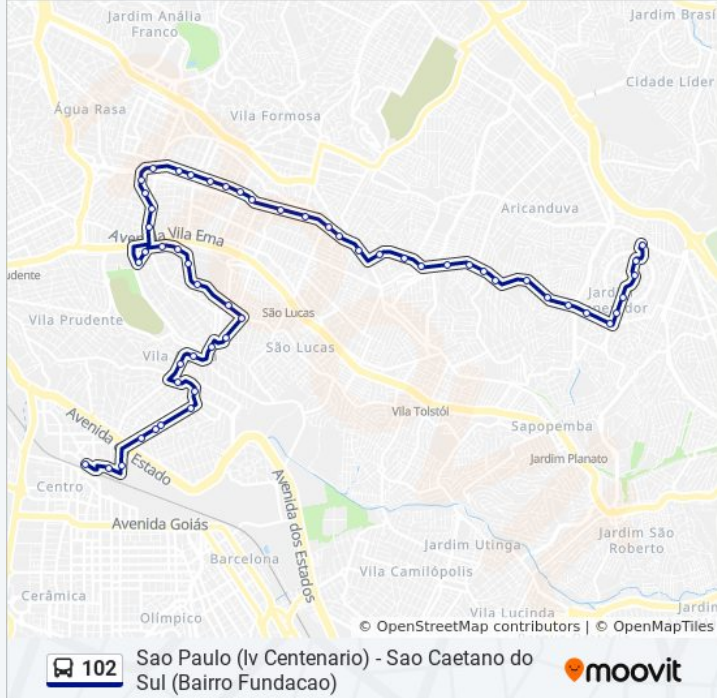 Jardim Anália
Franco
Jardim Brasi
Cidade Líder
Água Rasa
Vila Formosa
Aricanduva
Avenida Vila Ema
udente
Jardim
Vila Prudente
São Lucas
Vila
São Lucas
Vila Tolstói
Avenida
Estado
Sapopemba
Jardim Planato
Centro
Avenida dos Estados
Avenida Goiás
Jardim Utinga
Jardim São
Roberto
Barcelona
Vila Camilópolis
Cerâmica
Olímpico
Vila Lucinda
Jardim
© OpenStreetMap contributors | © OpenMapTiles
102
Sao Paulo (Iv Centenario) - Sao Caetano do
Sul (Bairro Fundacao)
moovit